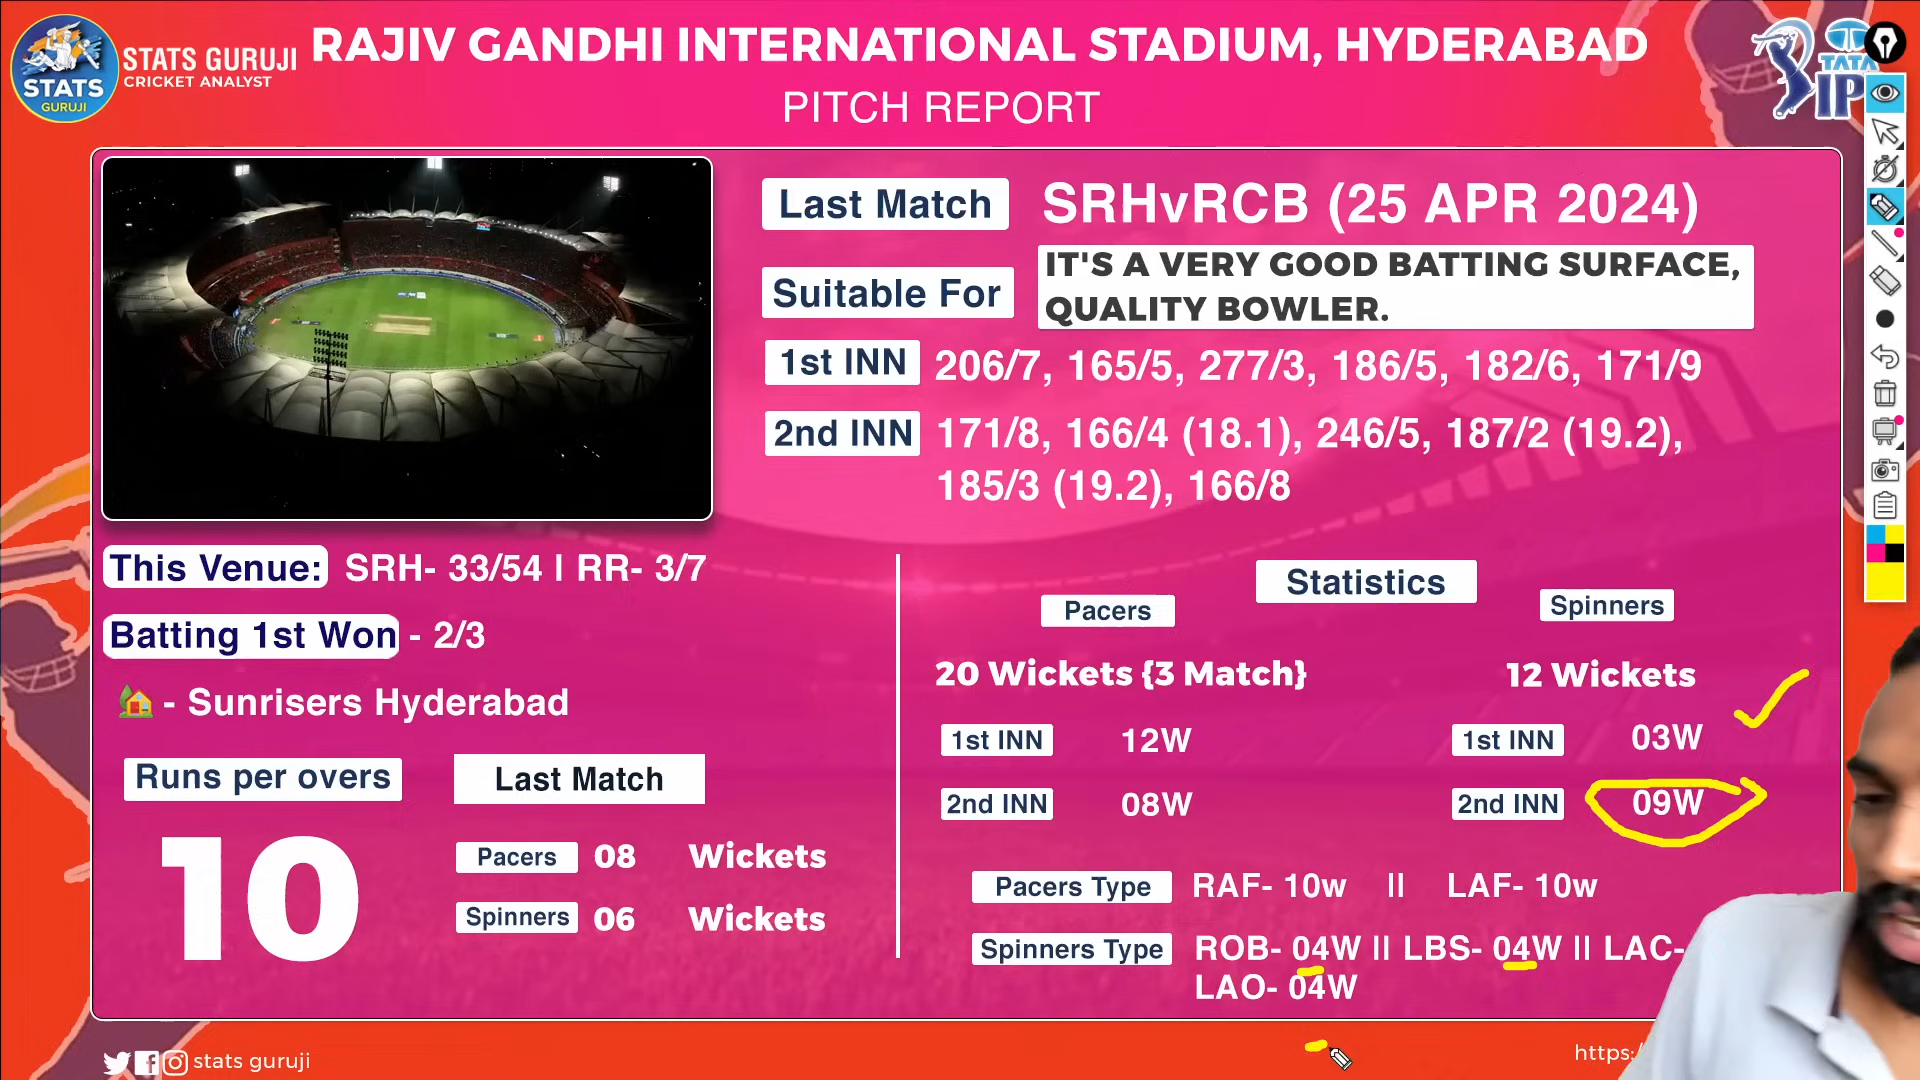 STATS GURUJI
CRICKET ANALYST
STATS
GURUJI
RAJIV GANDHI INTERNATIONAL STADIUM, HYDERABAD
PITCH REPORT
TATA
Last Match SRHvRCB (25 APR 2024)
Suitable For IT'S A VERY GOOD BATTING SURFACE,
QUALITY BOWLER.
1st INN 206/7, 165/5, 277/3, 186/5, 182/6, 171/9
2nd INN 171/8, 166/4 (18.1), 246/5, 187/2 (19.2),
185/3 (19.2), 166/8
This Venue: SRH- 33/54 | RR- 3/7
Batting 1st Won - 2/3
🏡 - Sunrisers Hyderabad
Runs per overs
10
Last Match
Pacers 08 Wickets
Spinners 06 Wickets
Statistics
Pacers
20 Wickets {3 Match}
1st INN 12W
2nd INN 08W
Spinners
12 Wickets
1st INN 03W
2nd INN 09W
Pacers Type RAF- 10w || LAF- 10w
Spinners Type ROB- 04W || LBS- 04W || LAC-
LAO- 04W
stats guruji
https:/